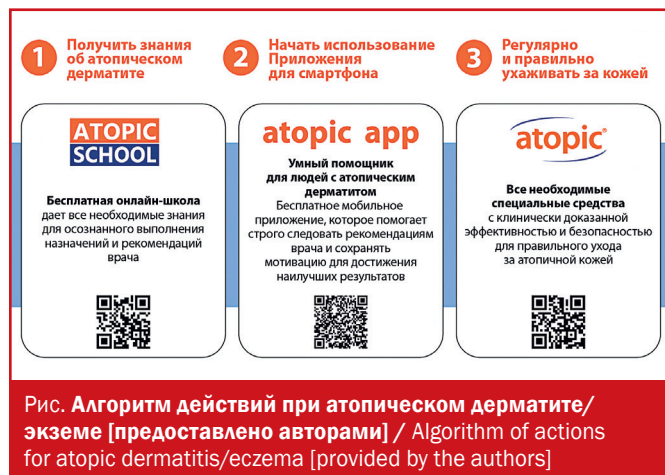 1
Получить знания
об атопическом
дерматите
2
Начать использование
Приложения
для смартфона
3
Регулярно
и правильно
ухаживать за кожей
ATOPIC
SCHOOL
Бесплатная онлайн-школа
дает все необходимые знания
для осознанного выполнения
назначений и рекомендаций
врача
atopic app
Умный помощник
для людей с атопическим
дерматитом
Бесплатное мобильное
приложение, которое помогает
строго следовать рекомендациям
врача и сохранять
мотивацию для достижения
наилучших результатов
atopic®
Все необходимые
специальные средства
с клинически доказанной
эффективностью и безопасностью
для правильного ухода
за атопичной кожей
Рис. Алгоритм действий при атопическом дерматите/
экземе [предоставлено авторами] / Algorithm of actions
for atopic dermatitis/eczema [provided by the authors]